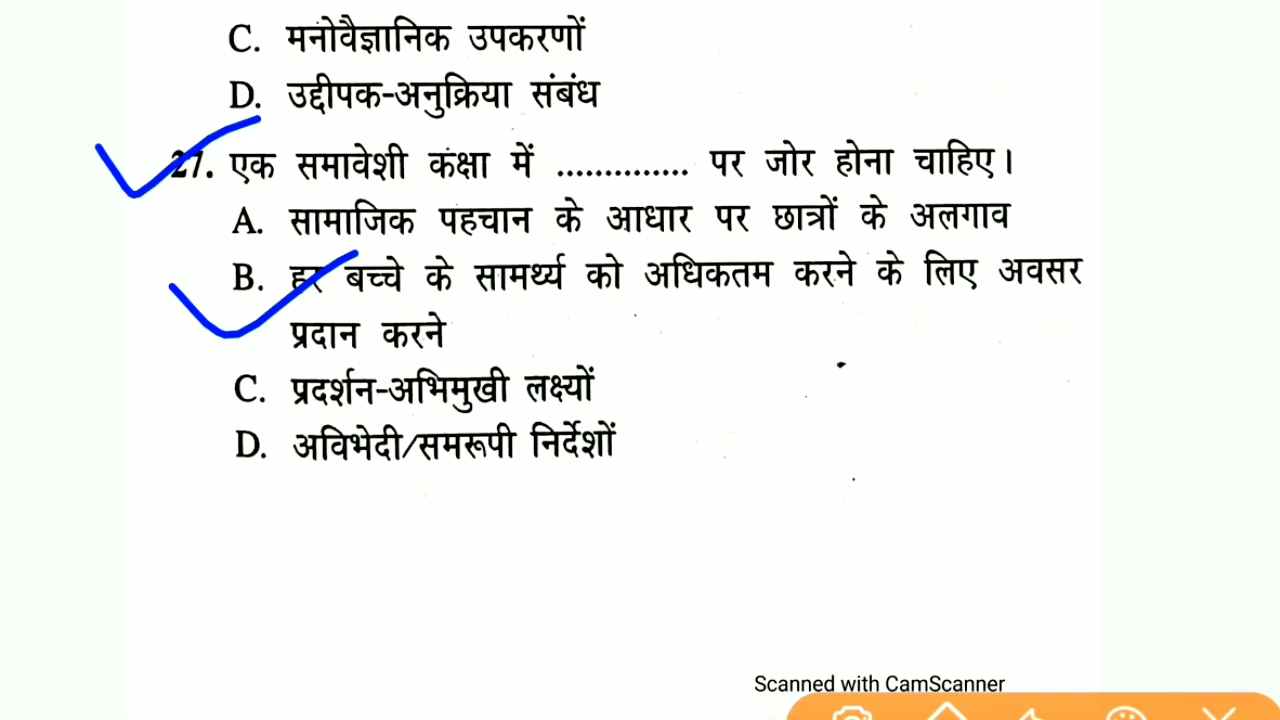 C. मनोवैज्ञानिक उपकरणों
D. उद्दीपक-अनुक्रिया संबंध
27. एक समावेशी कक्षा में ............... पर जोर होना चाहिए।
A. सामाजिक पहचान के आधार पर छात्रों के अलगाव
B. हर बच्चे के सामर्थ्य को अधिकतम करने के लिए अवसर
प्रदान करने
C. प्रदर्शन-अभिमुखी लक्ष्यों
D. अविभेदी/समरूपी निर्देशों
Scanned with CamScanner